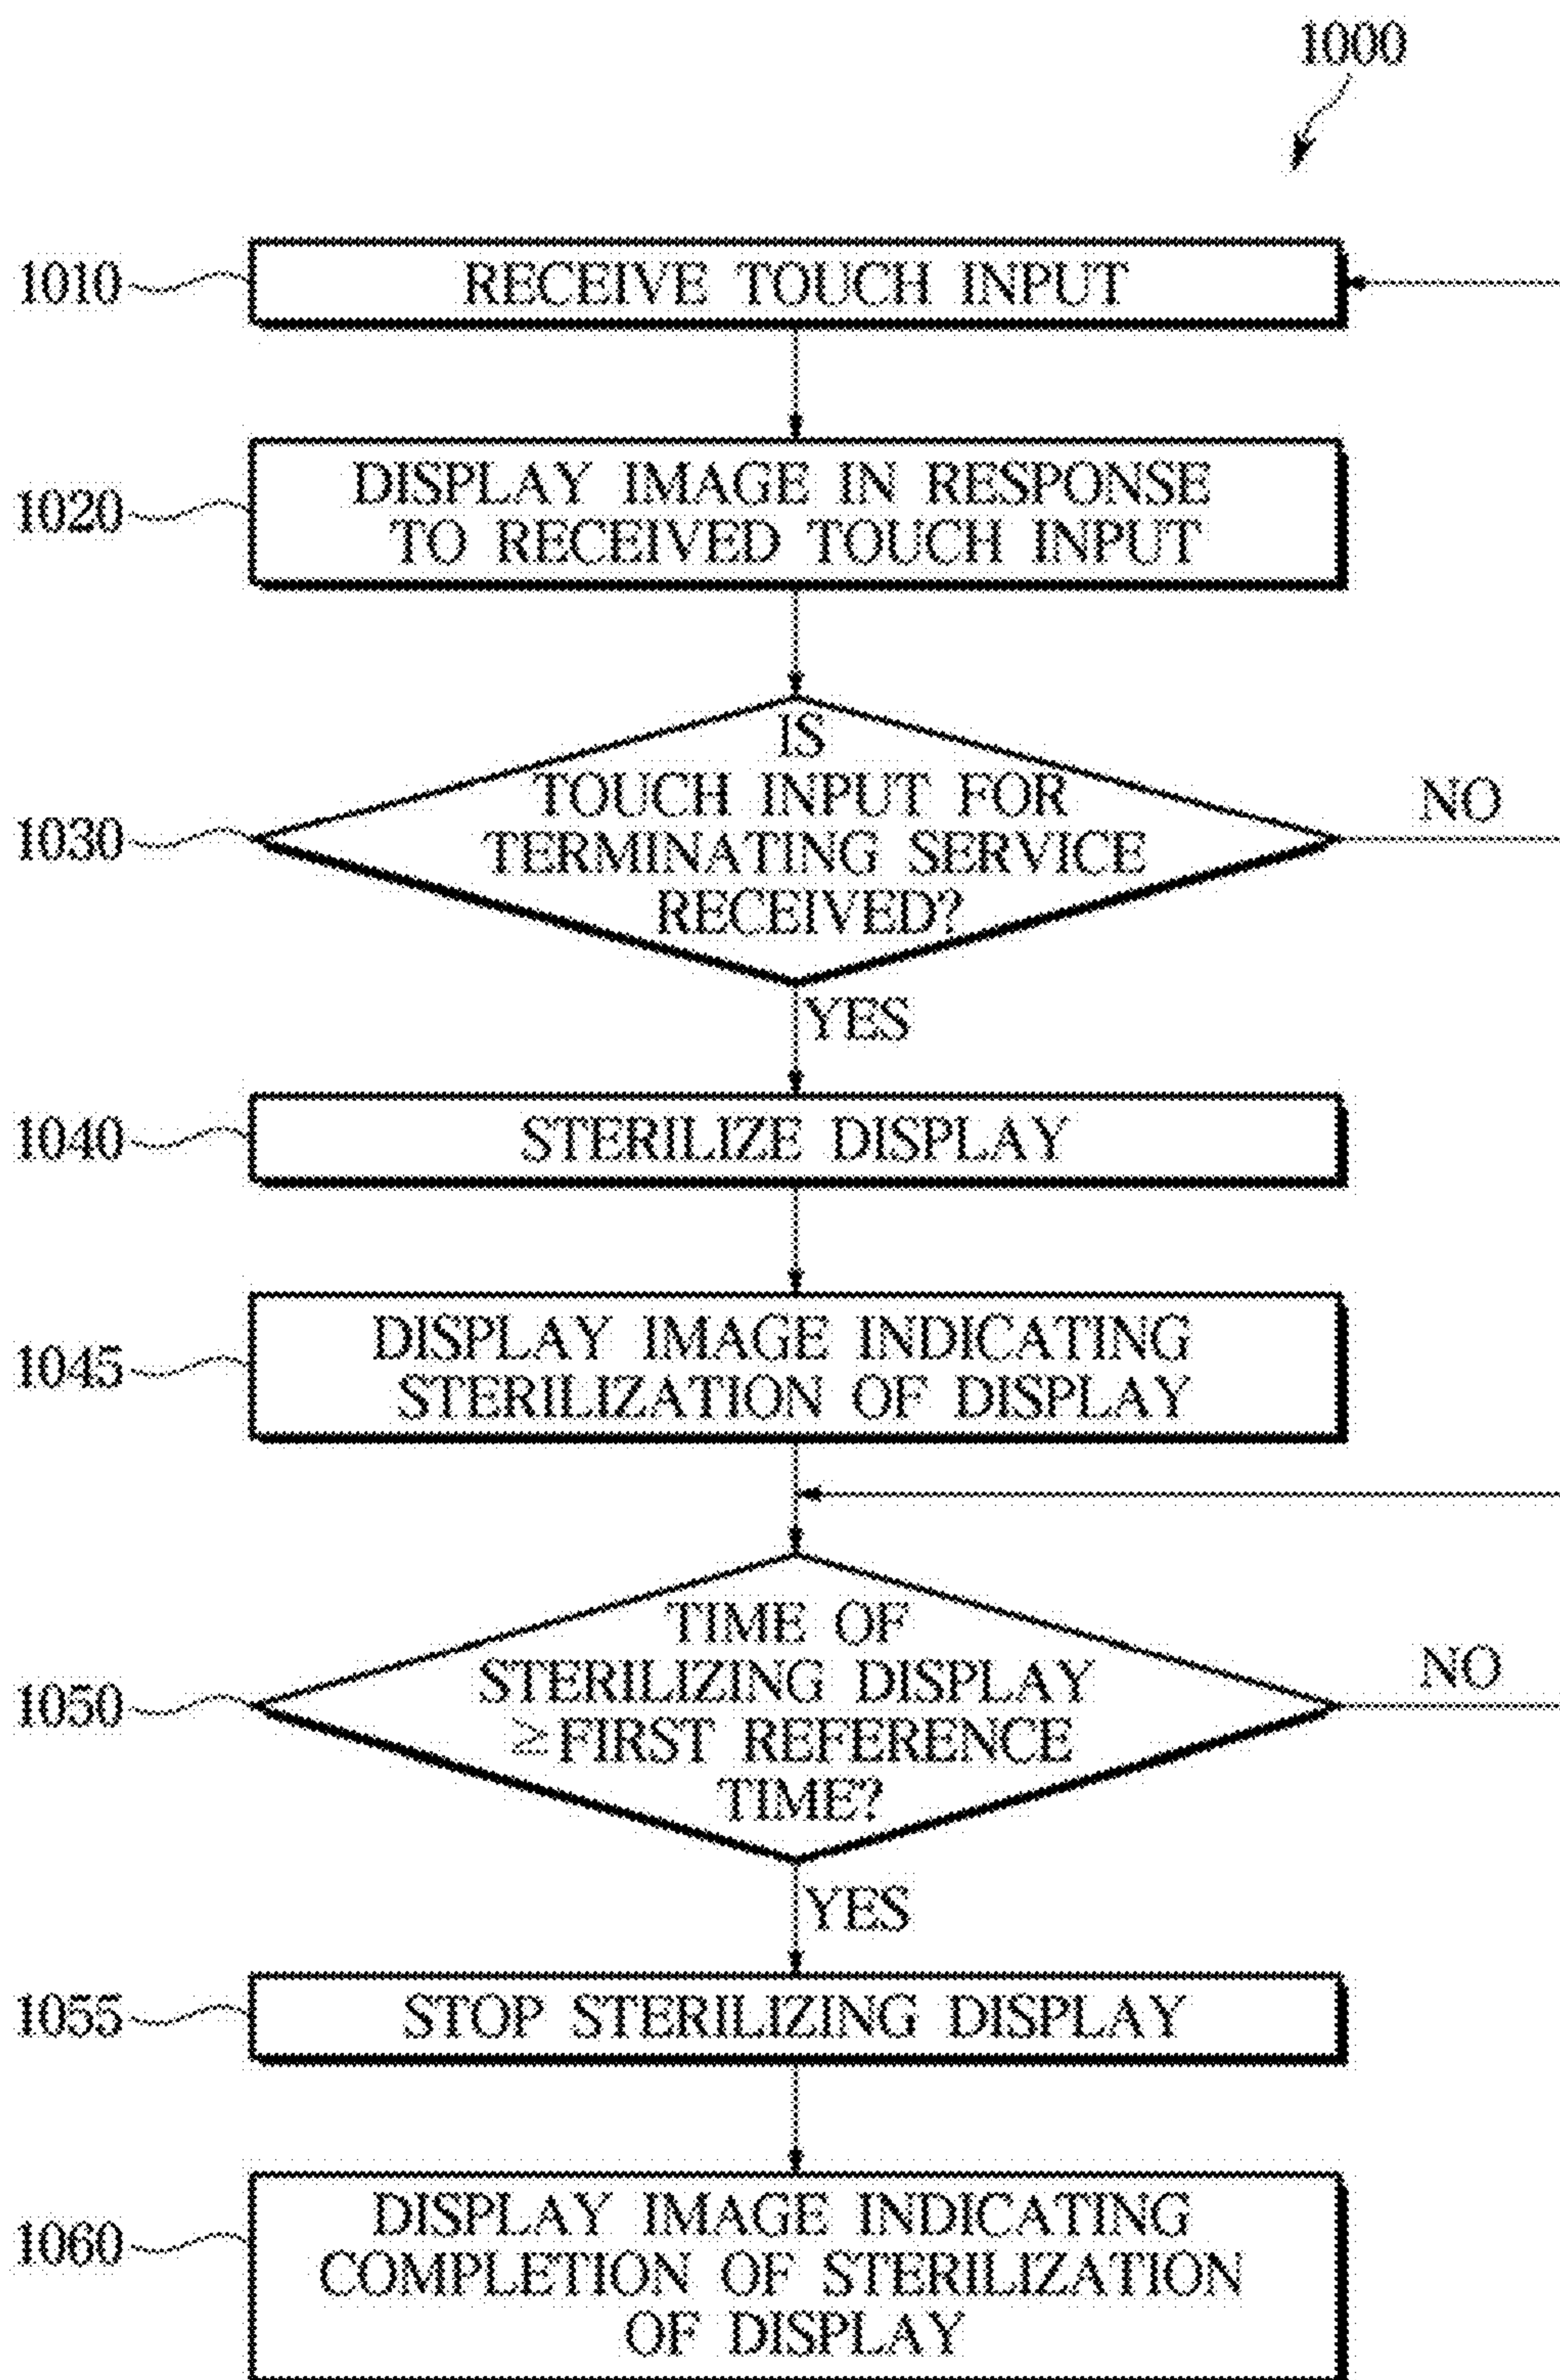 1000
1010
RECEIVE TOUCH INPUT
1020
DISPLAY IMAGE IN RESPONSE
TO RECEIVED TOUCH INPUT
1030
IS
TOUCH INPUT FOR
TERMINATING SERVICE
RECEIVED?
NO
YES
1040
STERILIZE DISPLAY
1045
DISPLAY IMAGE INDICATING
STERILIZATION OF DISPLAY
1050
TIME OF
STERILIZING DISPLAY
≥FIRST REFERENCE
TIME?
NO
YES
1055
STOP STERILIZING DISPLAY
1060
DISPLAY IMAGE INDICATING
COMPLETION OF STERILIZATION
OF DISPLAY